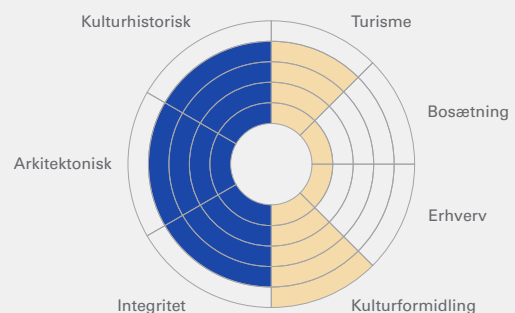 Kulturhistorisk
Turisme
Bosætning
Arkitektonisk
Erhverv
Integritet
Kulturformidling